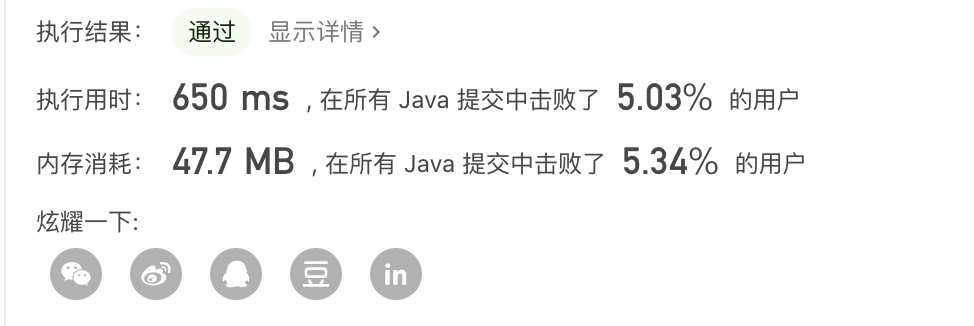 执行结果： 通过 显示详情 >
执行用时： 650 ms , 在所有 Java 提交中击败了 5.03% 的用户
内存消耗： 47.7 MB , 在所有 Java 提交中击败了 5.34% 的用户
炫耀一下:
豆 in